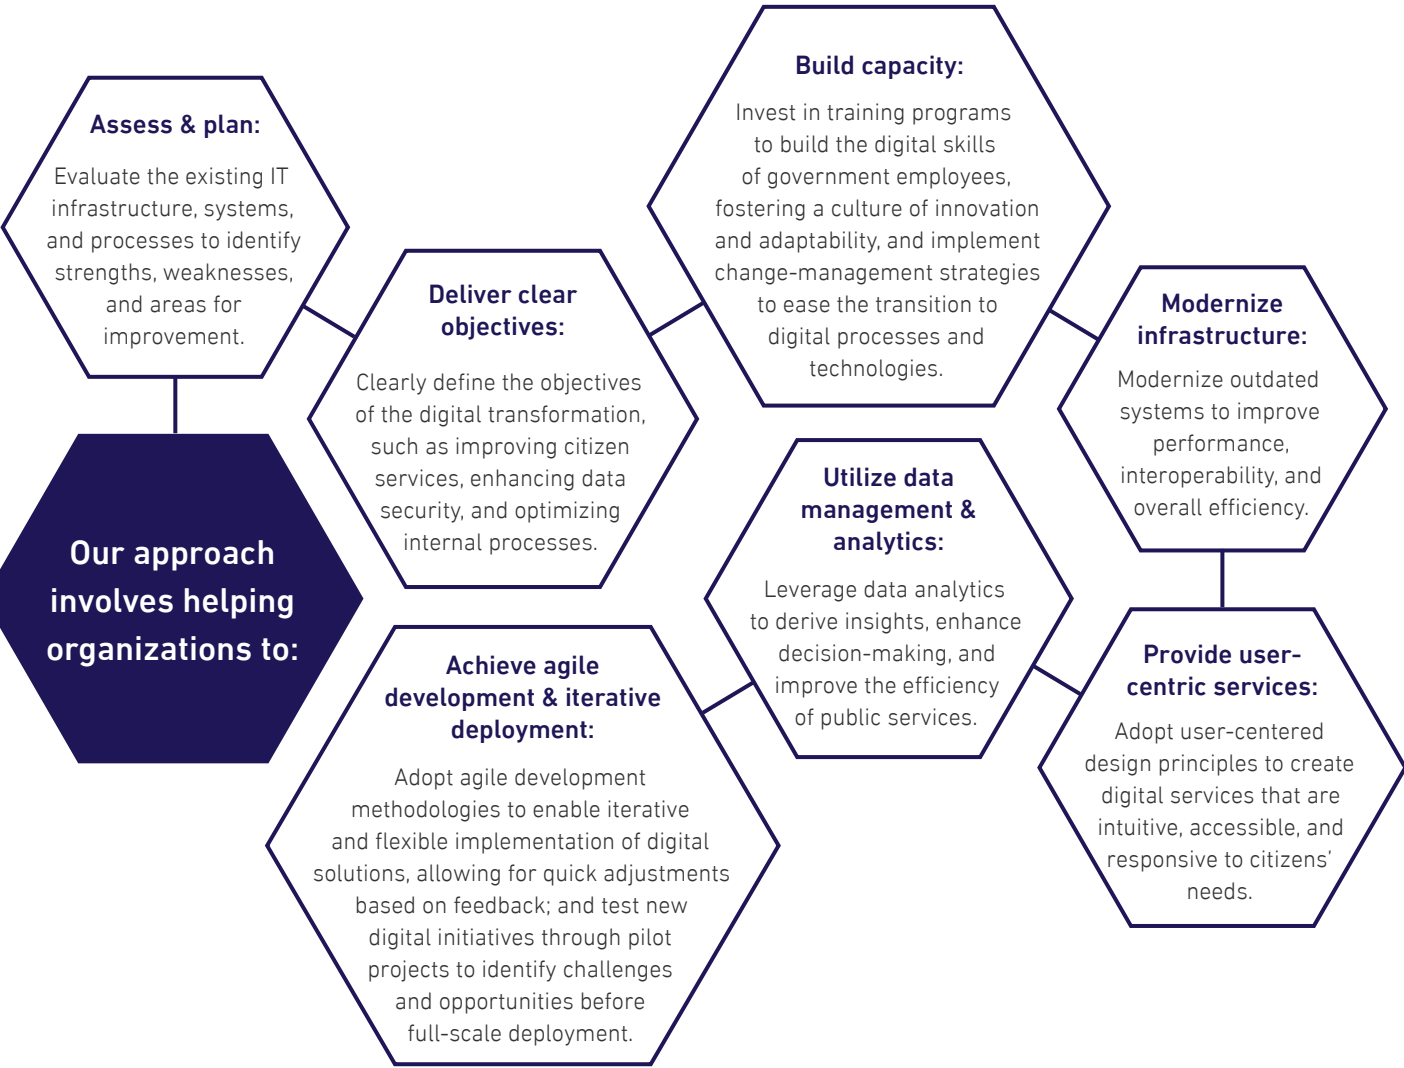 Our approach
involves helping
organizations to:
Assess & plan:
Evaluate the existing IT
infrastructure, systems,
and processes to identify
strengths, weaknesses,
and areas for
improvement.
Deliver clear
objectives:
Clearly define the objectives
of the digital transformation,
such as improving citizen
services, enhancing data
security, and optimizing
internal processes.
Build capacity:
Invest in training programs
to build the digital skills
of government employees,
fostering a culture of innovation
and adaptability, and implement
change-management strategies
to ease the transition to
digital processes and
technologies.
Modernize
infrastructure:
Modernize outdated
systems to improve
performance,
interoperability, and
overall efficiency.
Provide user-
centric services:
Adopt user-centered
design principles to create
digital services that are
intuitive, accessible, and
responsive to citizens’
needs.
Utilize data
management &
analytics:
Leverage data analytics
to derive insights, enhance
decision-making, and
improve the efficiency
of public services.
Achieve agile
development & iterative
deployment:
Adopt agile development
methodologies to enable iterative
and flexible implementation of digital
solutions, allowing for quick adjustments
based on feedback; and test new
digital initiatives through pilot
projects to identify challenges
and opportunities before
full-scale deployment.